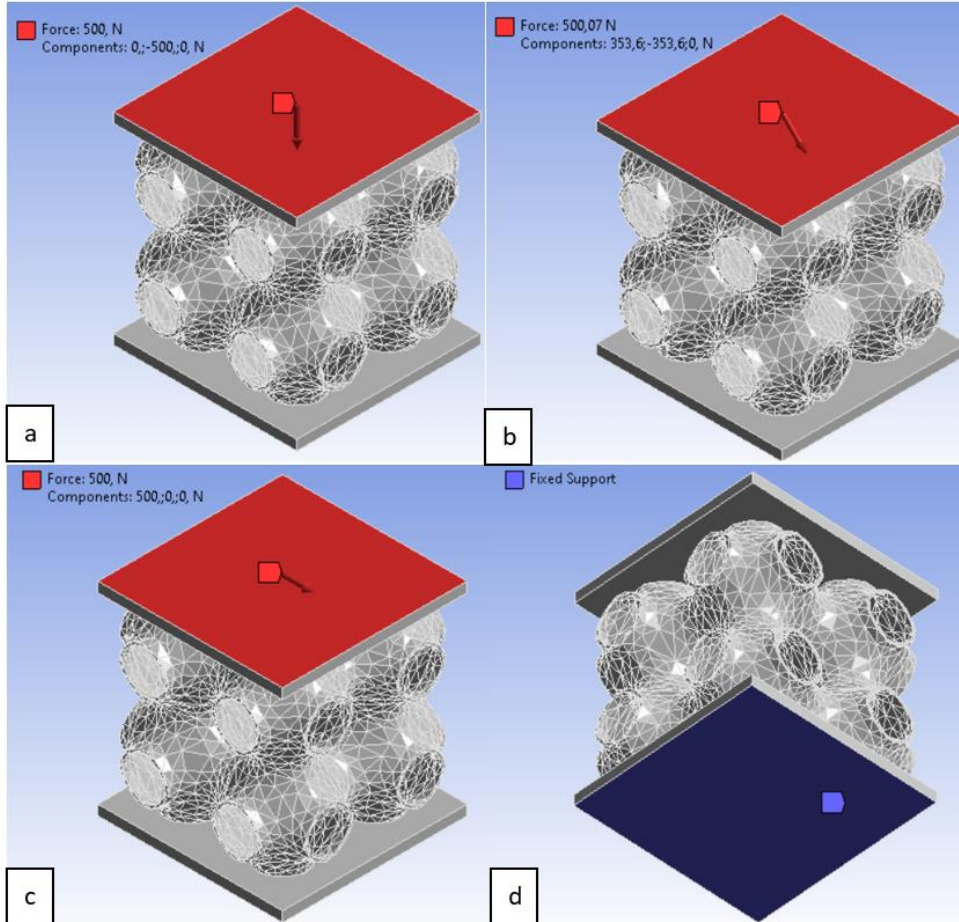 Force: 500, N
Components: 0,;-500,;0, N
Force: 500,07 N
Components: 353,6;-353,6;0, N
a
b
Force: 500, N
Components: 500,;0,;0, N
Fixed Support
c
d